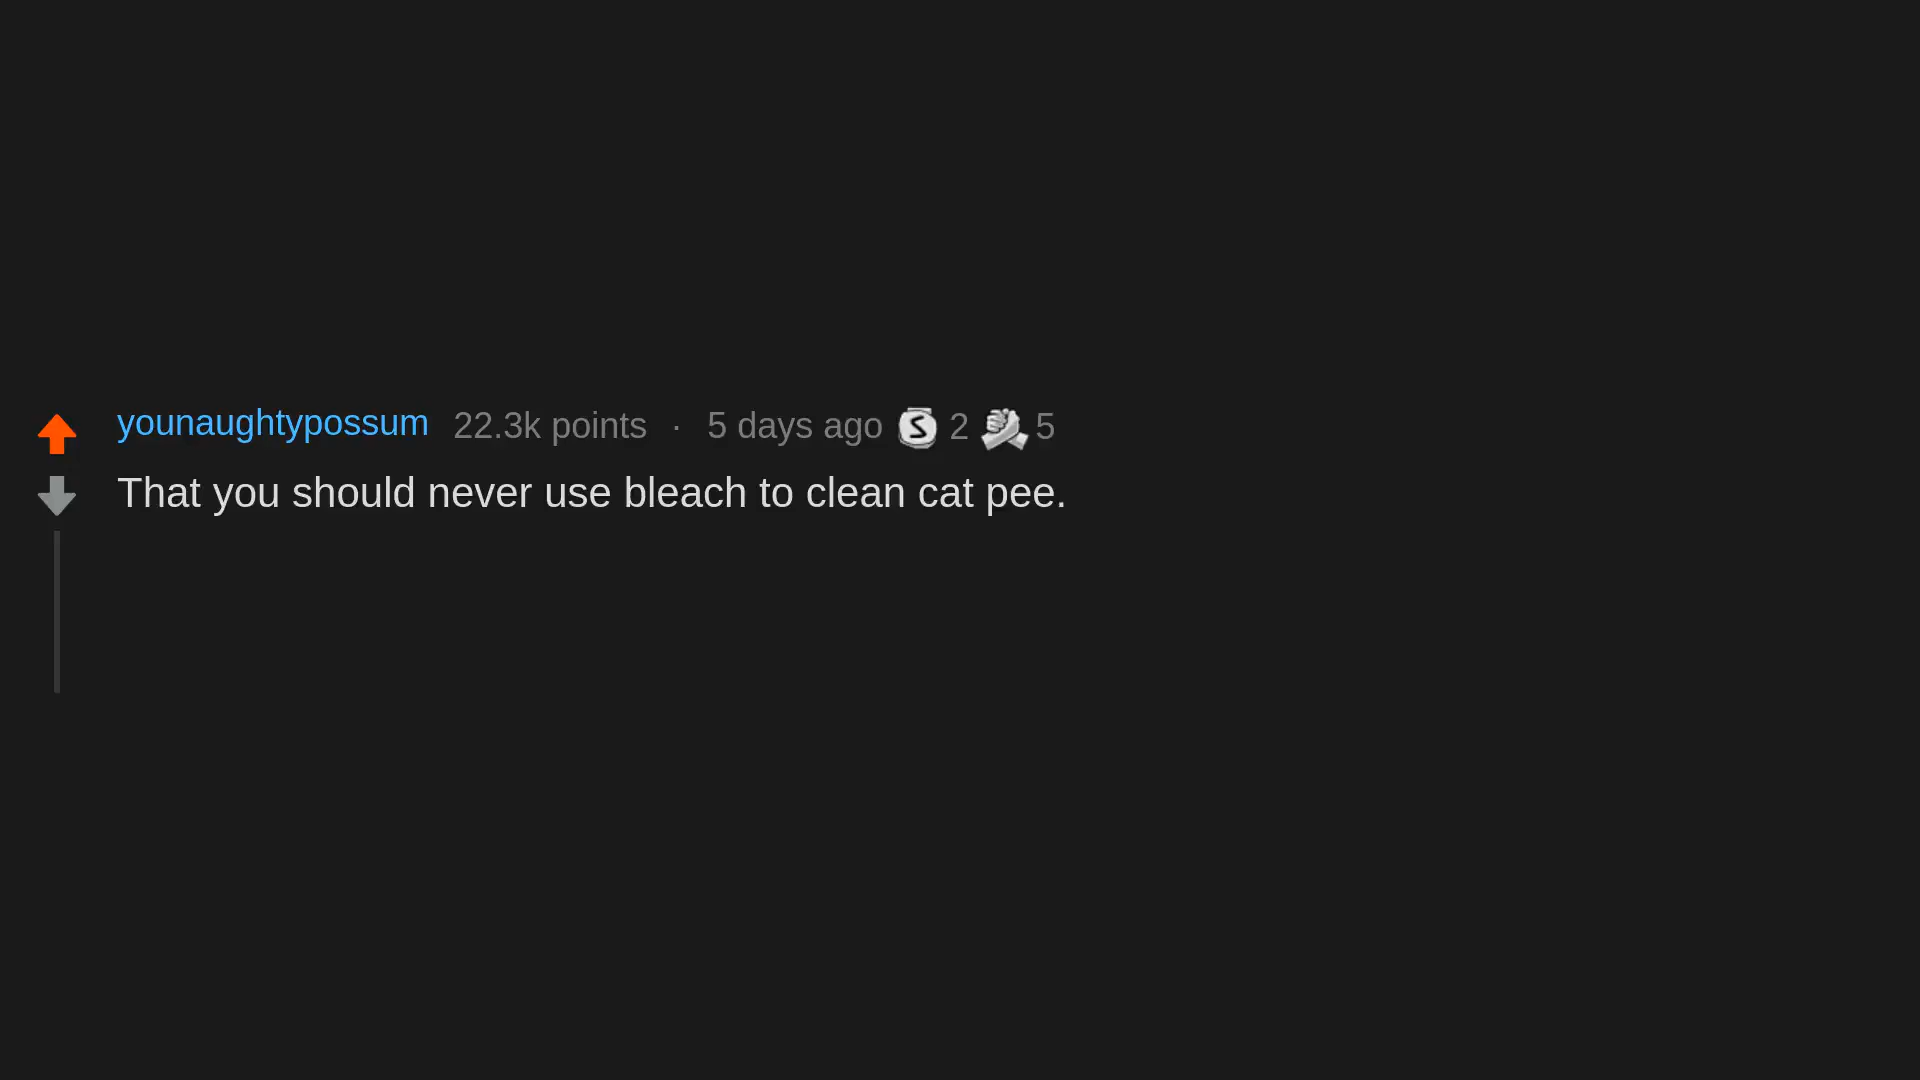 younaughtypossum 22.3k points · 5 days ago S 2 5
That you should never use bleach to clean cat pee.